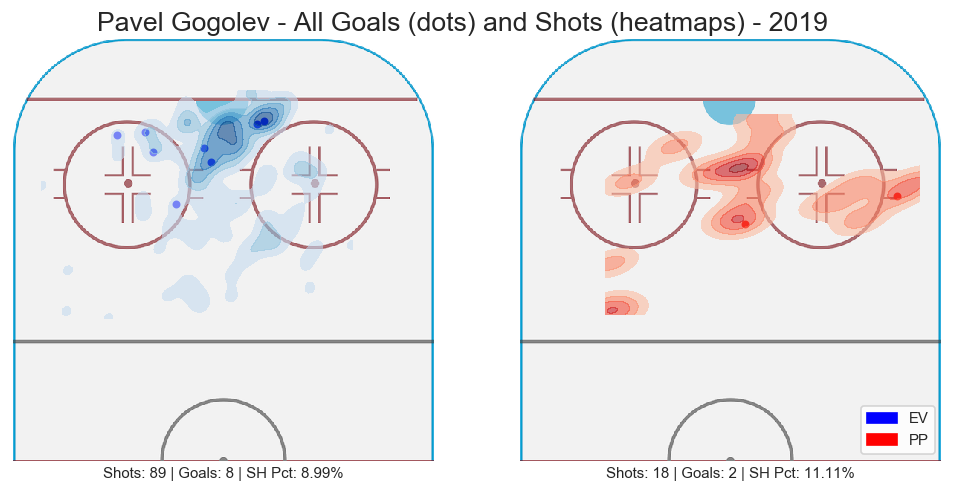 Pavel Gogolev - All Goals (dots) and Shots (heatmaps) - 2019
EV
PP
Shots: 89 | Goals: 8 | SH Pct: 8.99%
Shots: 18 | Goals: 2 | SH Pct: 11.11%